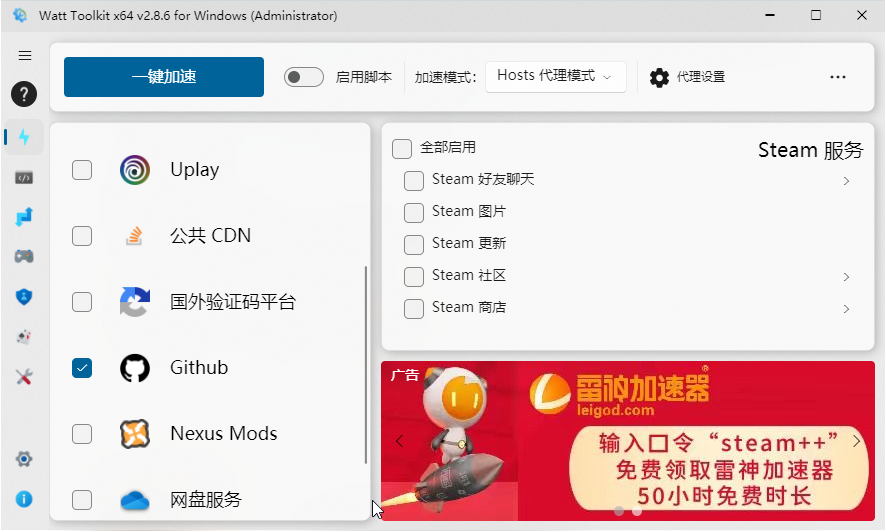 Watt Toolkit x64 v2.8.6 for Windows (Administrator)
一键加速
启用脚本
加速模式：
Hosts 代理模式
代理设置
Uplay
公共 CDN
国外验证码平台
Github
Nexus Mods
网盘服务
全部启用
Steam 服务
Steam 好友聊天
Steam 图片
Steam 更新
Steam 社区
Steam 商店
广告
雷神加速器®
leigod.com
输入口令“steam++”
免费领取雷神加速器
50小时免费时长